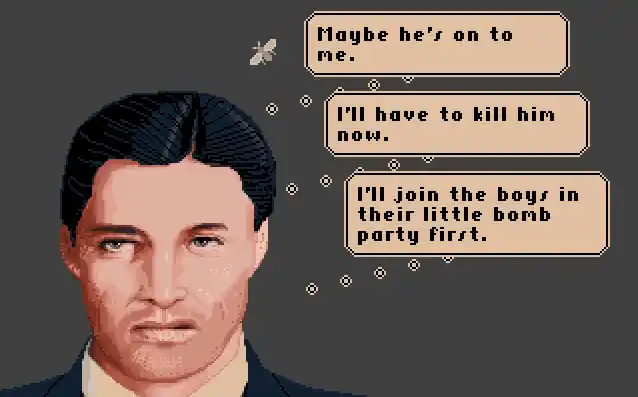 Maybe he's on to
me.
I'll have to kill him
now.
I'll join the boys in
their little bomb
party first.